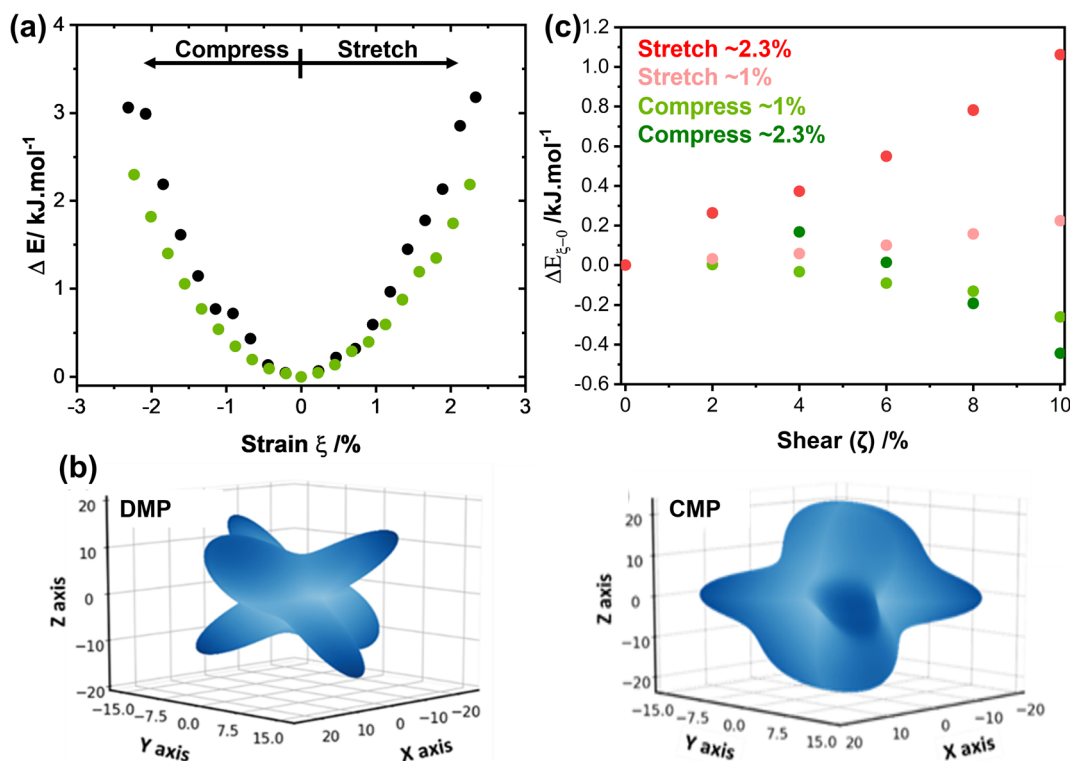 (a)
Compress
Stretch
Δ E/ kJ.mol⁻¹
4
3
2
1
0
-3
-2
-1
0
1
2
3
Strain ξ /%
(c)
Stretch ~2.3%
Stretch ~1%
Compress ~1%
Compress ~2.3%
ΔE ξ–0 /kJ.mol⁻¹
1.2
1.0
0.8
0.6
0.4
0.2
0.0
-0.2
-0.4
-0.6
0
2
4
6
8
10
Shear (ζ) /%
(b)
DMP
Z axis
20
10
0
−10
−20
−15.0
−7.5
0.0
7.5
15.0
Y axis
20
10
0
−10
−20
X axis
CMP
Z axis
20
10
0
−10
−20
−15.0
−7.5
0.0
7.5
15.0
Y axis
20
10
0
−10
−20
X axis